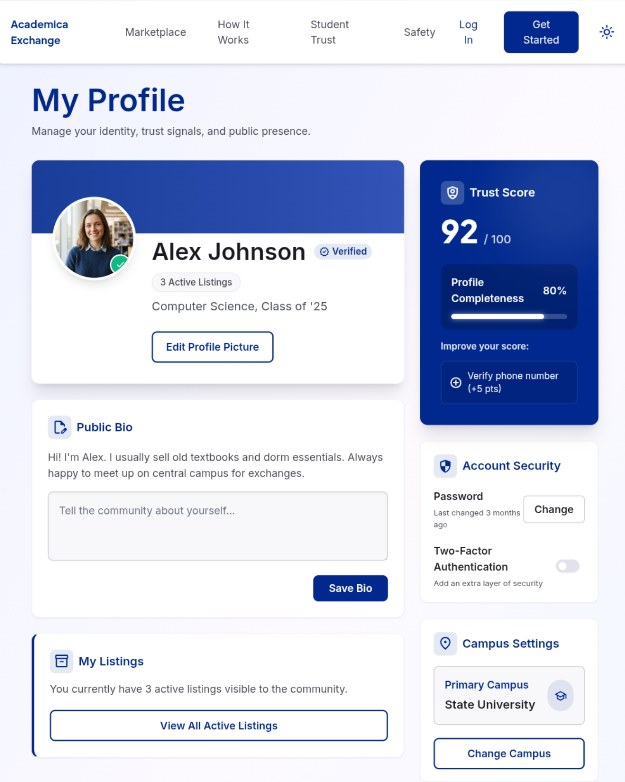 Academica
Exchange
Marketplace
How It
Works
Student
Trust
Safety
Log
In
Get
Started
My Profile
Manage your identity, trust signals, and public presence.
Alex Johnson
Verified
3 Active Listings
Computer Science, Class of '25
Edit Profile Picture
Public Bio
Hi! I'm Alex. I usually sell old textbooks and dorm essentials. Always
happy to meet up on central campus for exchanges.
Tell the community about yourself...
Save Bio
My Listings
You currently have 3 active listings visible to the community.
View All Active Listings
Trust Score
92 / 100
Profile
Completeness
80%
Improve your score:
Verify phone number
(+5 pts)
Account Security
Password
Last changed 3 months
ago
Change
Two-Factor
Authentication
Add an extra layer of security
Campus Settings
Primary Campus
State University
Change Campus